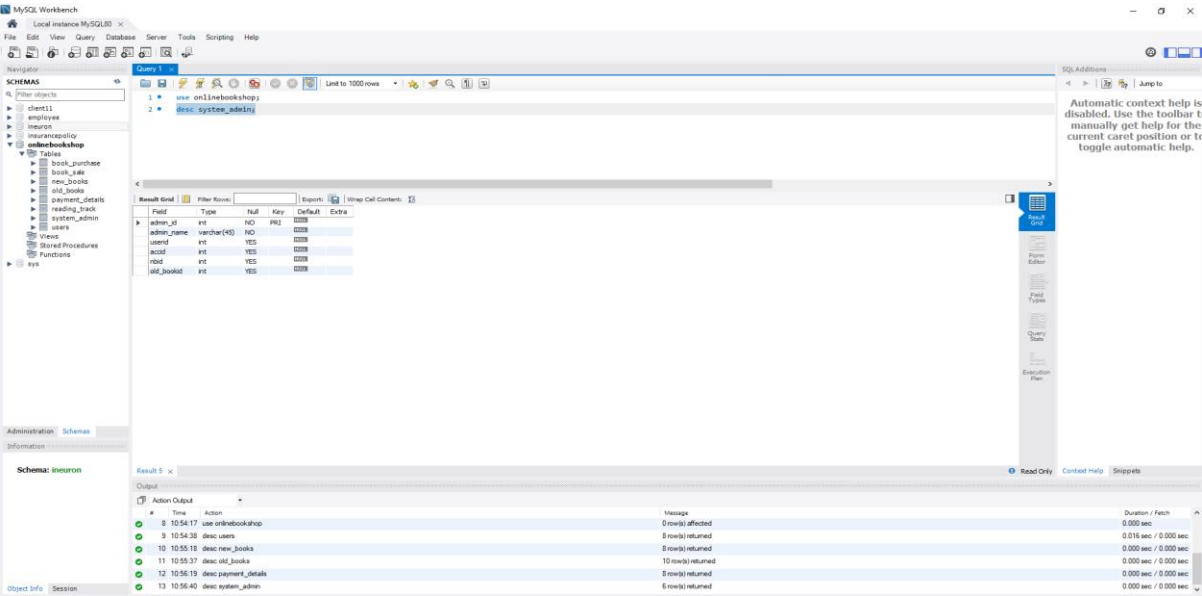 MySQL Workbench
Local instance MySQL80
File Edit View Query Database Server Tools Scripting Help
Navigator
SCHEMAS
Filter objects
client11
employee
ineuron
insurancepolicy
onlinebookshop
Tables
book_purchase
book_sale
new_books
old_books
payment_details
reading_track
system_admin
users
Views
Stored Procedures
Functions
sys
Administration Schemas
Information
Schema: ineuron
Object Info Session
Query 1
Limit to 1000 rows
1 use onlinebookshop;
2 desc system_admin;
Result Grid Filter Rows: Export: Wrap Cell Content:
Field Type Null Key Default Extra
admin_id int NO PRI NULL
admin_name varchar(45) NO NULL
userid int YES NULL
accid int YES NULL
nbid int YES NULL
old_bookid int YES NULL
Result Grid
Form Editor
Field Types
Query Stats
Execution Plan
Result 5
Read Only
SQLAdditions
Jump to
Automatic context help is
disabled. Use the toolbar to
manually get help for the
current caret position or to
toggle automatic help.
Context Help Snippets
Output
Action Output
# Time Action Message Duration / Fetch
8 10:54:17 use onlinebookshop 0 row(s) affected 0.000 sec
9 10:54:38 desc users 8 row(s) returned 0.016 sec / 0.000 sec
10 10:55:18 desc new_books 8 row(s) returned 0.000 sec / 0.000 sec
11 10:55:37 desc old_books 10 row(s) returned 0.000 sec / 0.000 sec
12 10:56:19 desc payment_details 8 row(s) returned 0.000 sec / 0.000 sec
13 10:56:40 desc system_admin 6 row(s) returned 0.000 sec / 0.000 sec